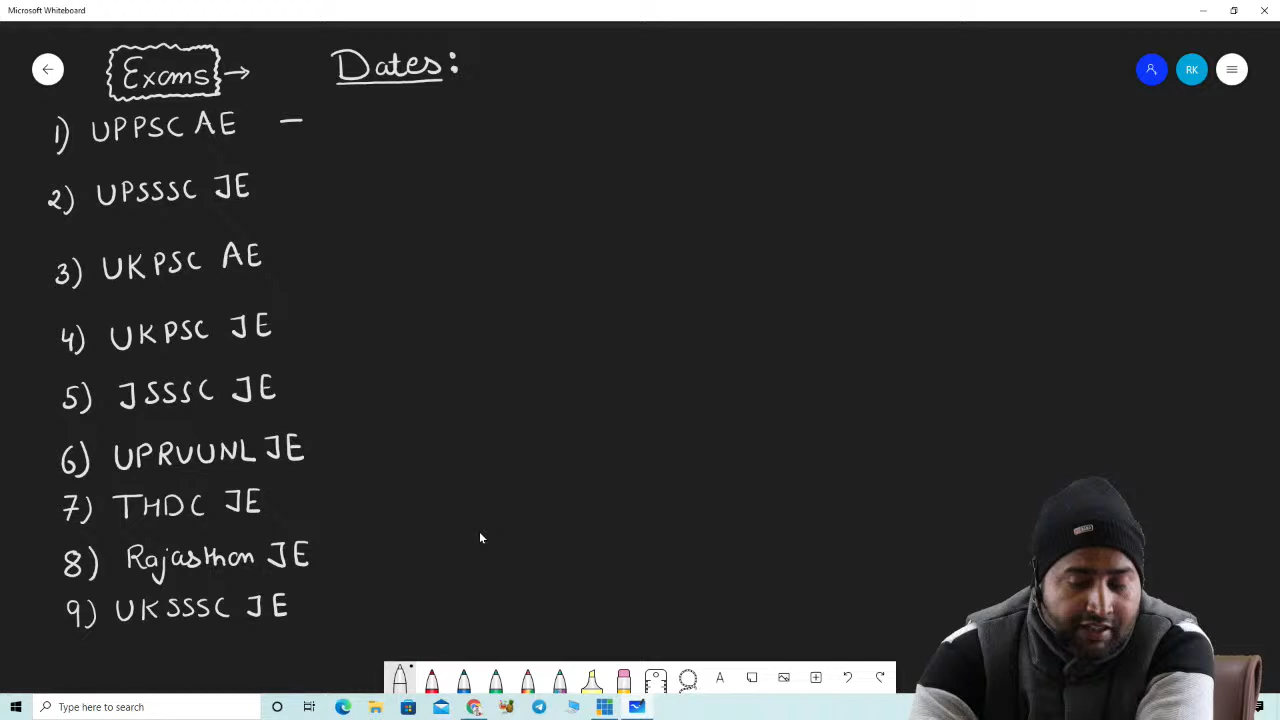 Microsoft Whiteboard
Exams → Dates:
RK
1) UPPSC AE —
2) UPSSSC JE
3) UKPSC AE
4) UKPSC JE
5) JSSSC JE
6) UPRVUNL JE
7) THDC JE
8) Rajasthan JE
9) UKSSSC JE
A
Type here to search